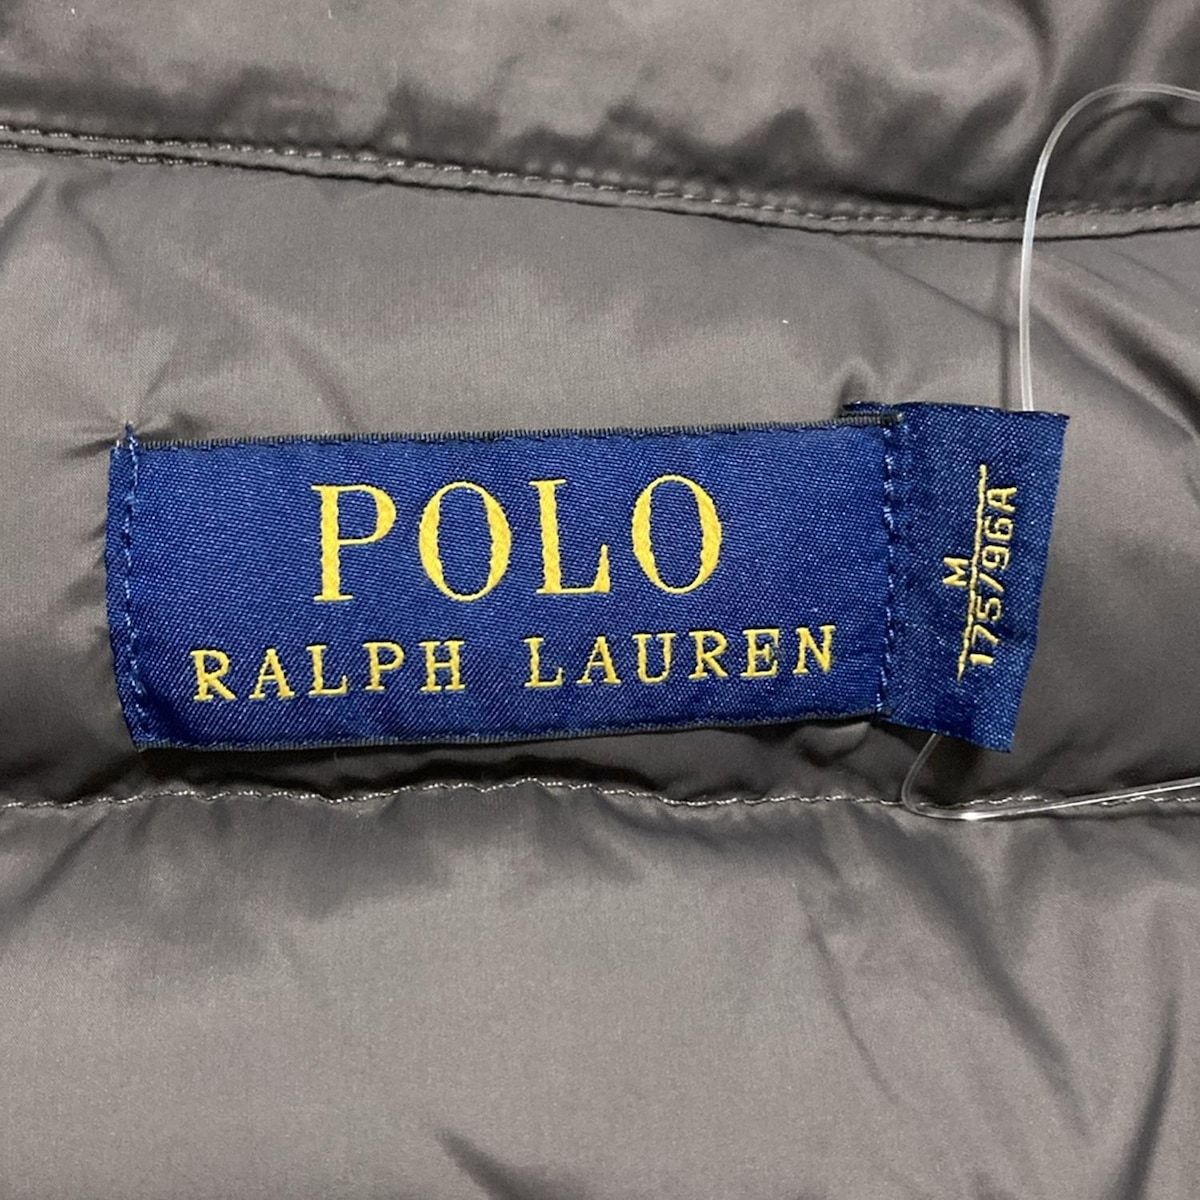 POLO
RALPH LAUREN
M
175/96A